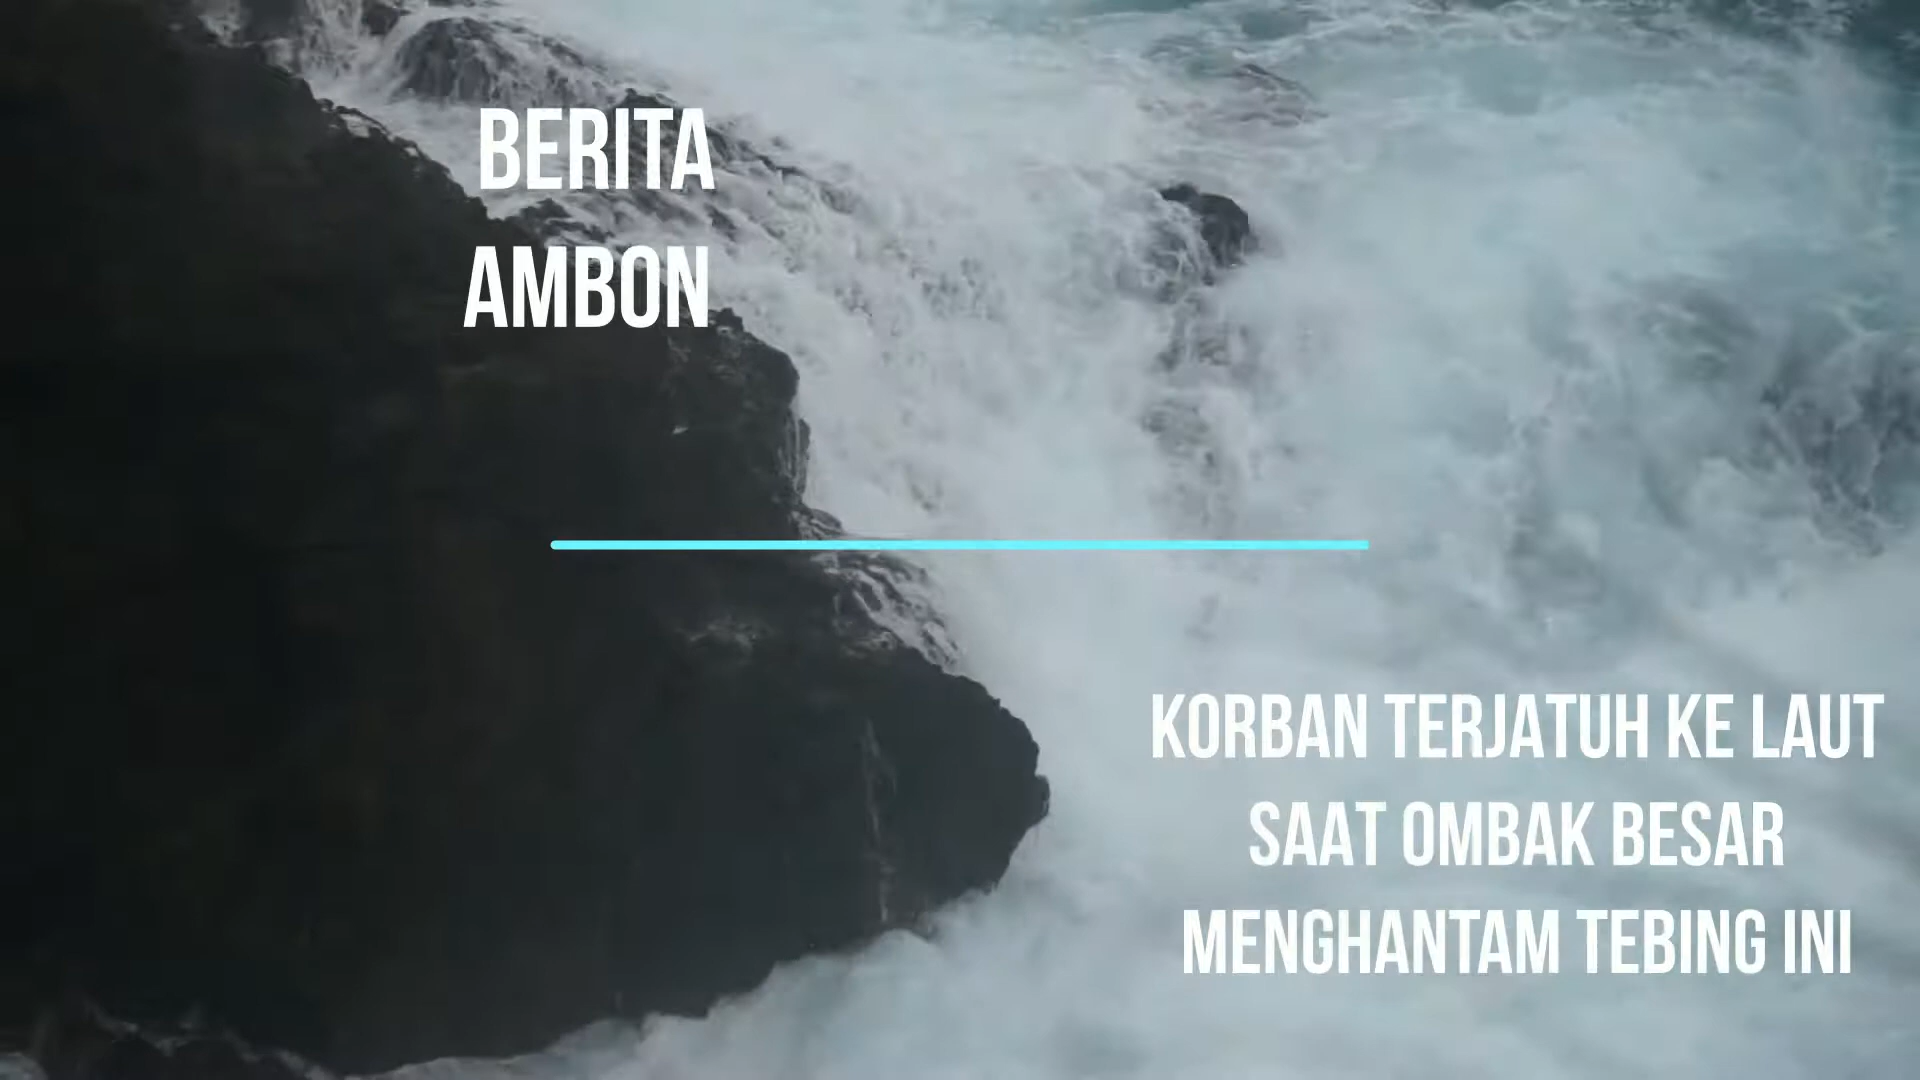 BERITA
AMBON
KORBAN TERJATUH KE LAUT
SAAT OMBAK BESAR
MENGHANTAM TEBING INI